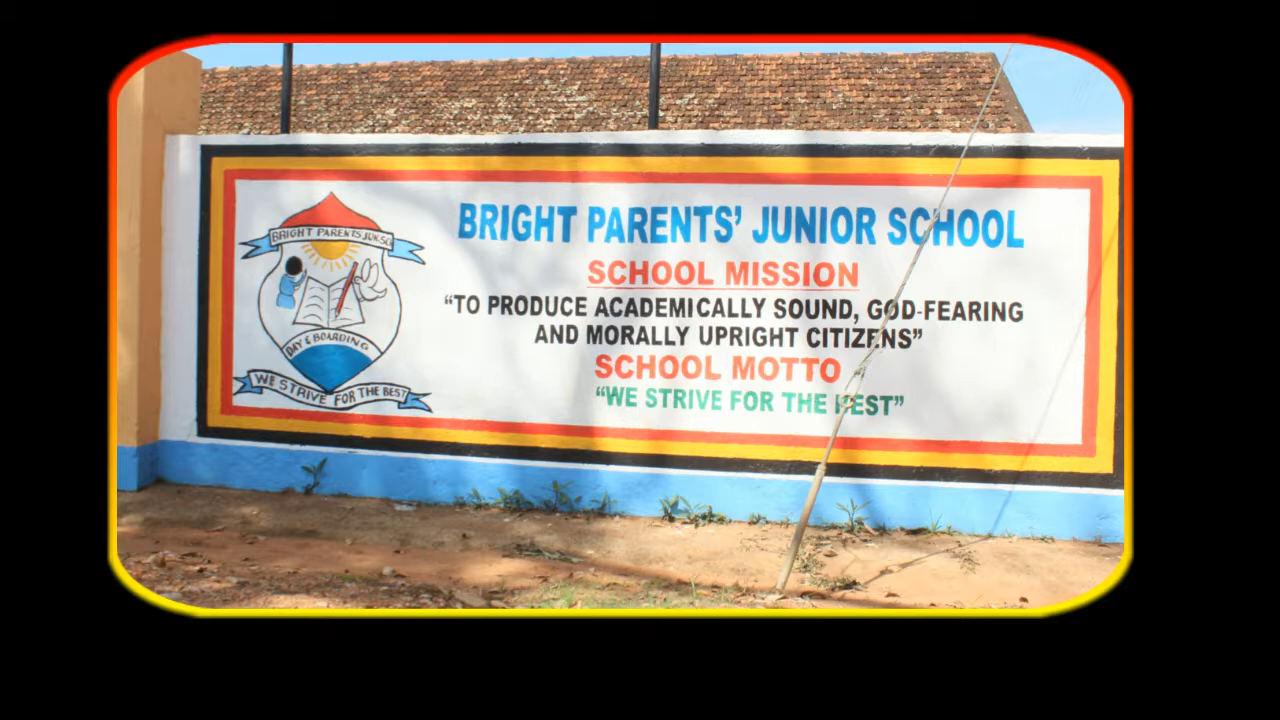 BRIGHT PARENTS' JUN.SC
DAY & BOARDING
WE STRIVE FOR THE BEST
BRIGHT PARENTS' JUNIOR SCHOOL
SCHOOL MISSION
“TO PRODUCE ACADEMICALLY SOUND, GOD-FEARING
AND MORALLY UPRIGHT CITIZENS”
SCHOOL MOTTO
“WE STRIVE FOR THE BEST”